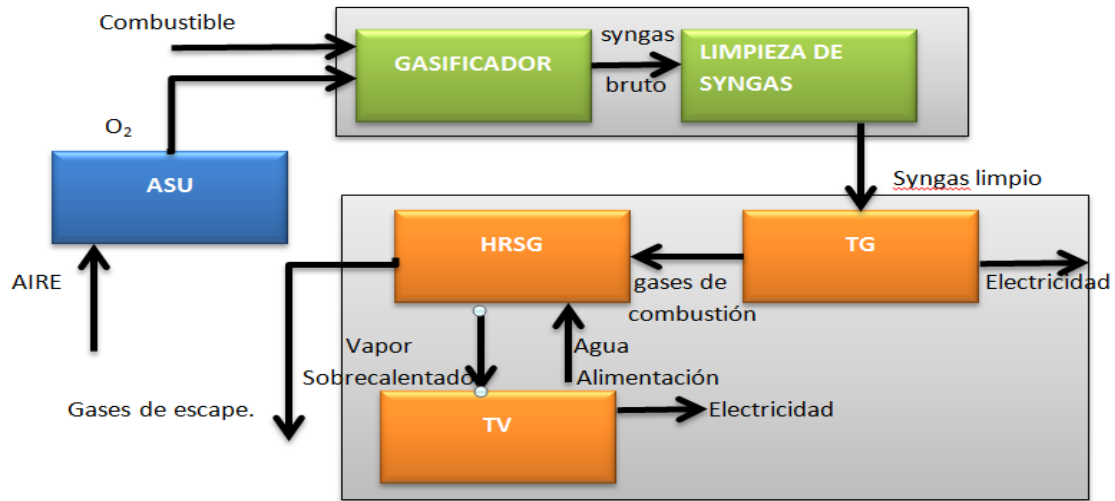 Combustible
O₂
ASU
AIRE
GASIFICADOR
syngas
bruto
LIMPIEZA DE
SYNGAS
Syngas limpio
HRSG
TG
gases de
combustión
Electricidad
Vapor
Sobrecalentado
Agua
Alimentación
Gases de escape.
TV
Electricidad